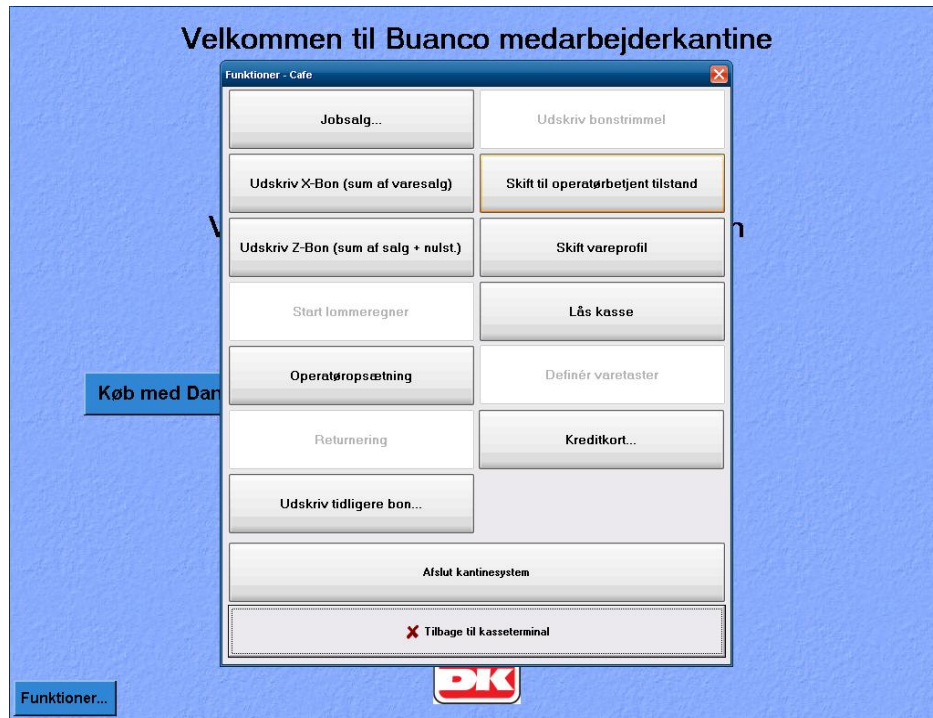 Velkommen til Buanco medarbejderkantine
Funktioner - Cafe
Jobsalg...
Udskriv bonstrimmel
Udskriv X-Bon (sum af varesalg)
Skift til operatørbetjent tilstand
Udskriv Z-Bon (sum af salg + nulst.)
Skift vareprofil
Start lommeregner
Lås kasse
Operatøropsætning
Definér varetaster
Køb med Dan
Returnering
Kreditkort...
Udskriv tidligere bon...
Afslut kantinesystem
Tilbage til kasseterminal
DK
Funktioner...